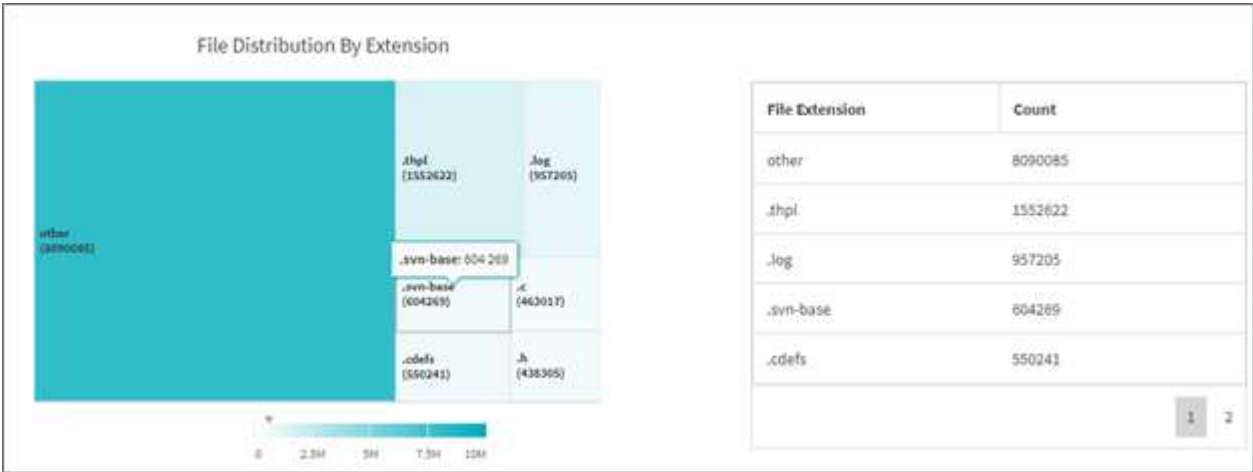 File Distribution By Extension
other
(8090085)
.thpl
(1552622)
.log
(957205)
.svn-base: 604 269
.svn-base
(604269)
.c
(463017)
.cdefs
(550241)
.h
(438305)
0 2.5M 5M 7.5M 10M
File Extension Count
other 8090085
.thpl 1552622
.log 957205
.svn-base 604269
.cdefs 550241
1 2